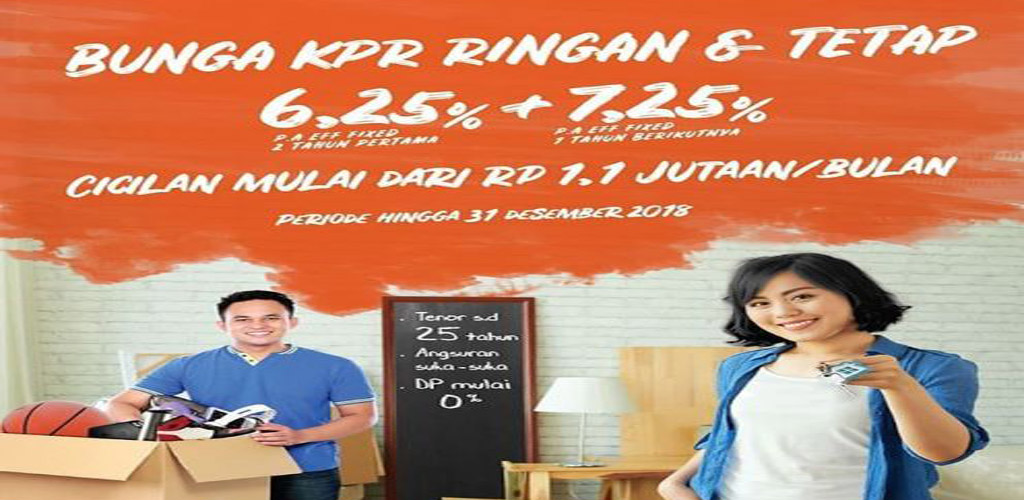 BUNGA KPR RINGAN & TETAP
6,25% + 7,25%
P.A EFF FIXED P.A EFF FIXED
2 TAHUN PERTAMA 1 TAHUN BERIKUTNYA
CICILAN MULAI DARI RP 1,1 JUTAAN/BULAN
PERIODE HINGGA 31 DESEMBER 2018
. Tenor s.d
25 tahun
. Angsuran
suka-suka
. DP mulai
0%